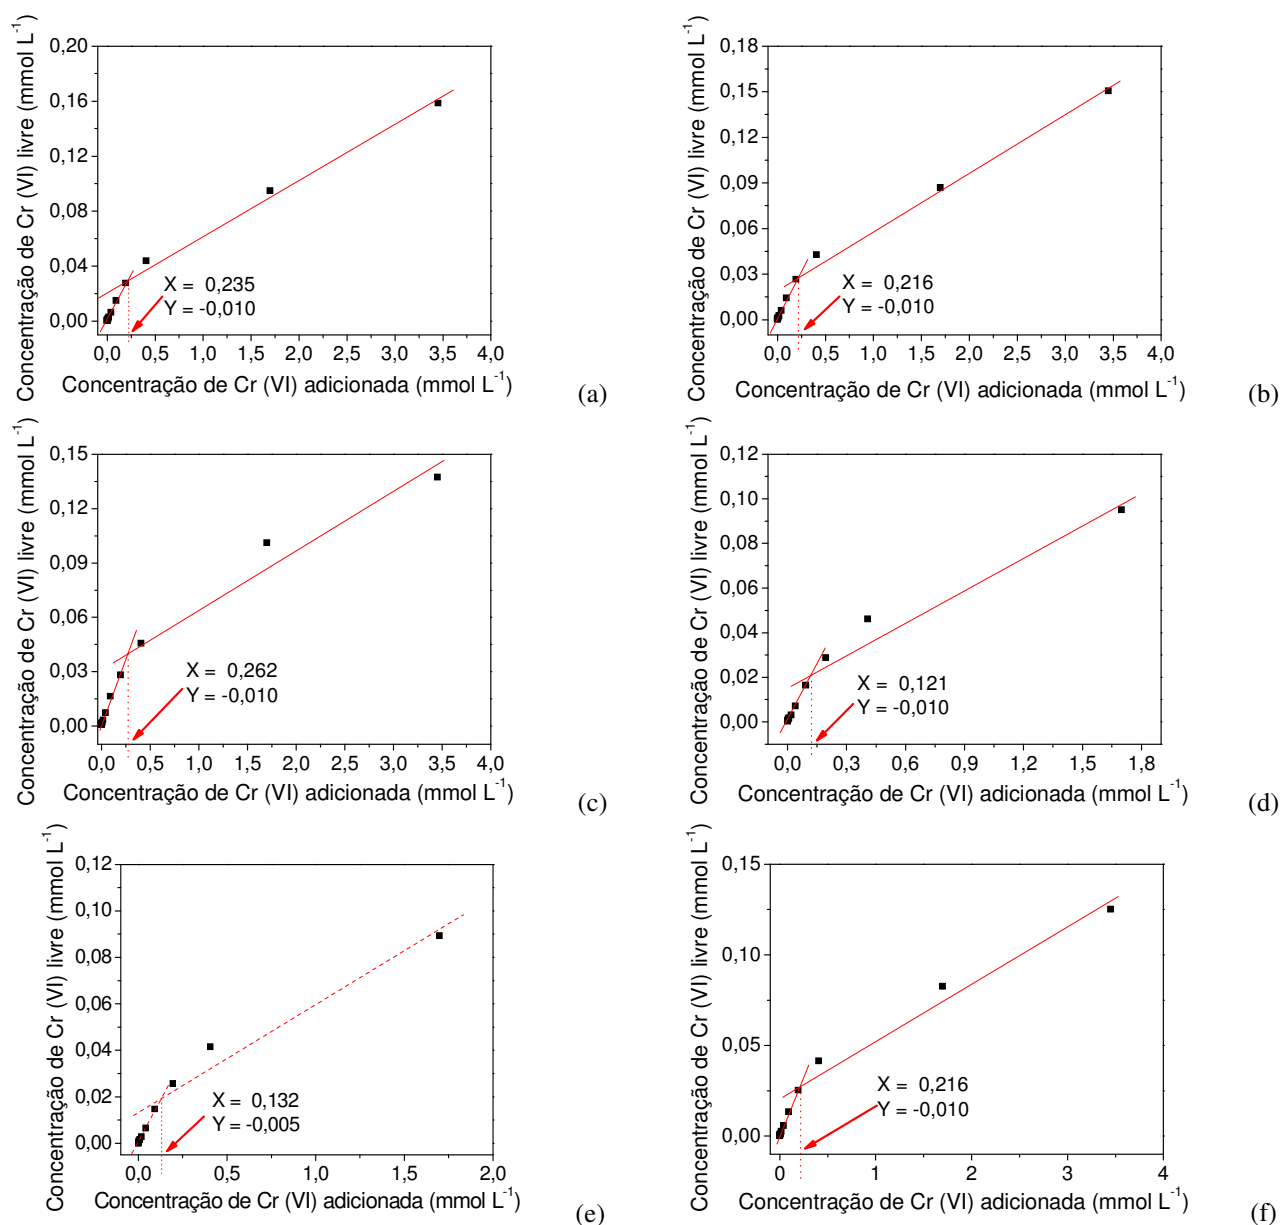 Concentração de Cr (VI) livre (mmol L⁻¹)
0,20
0,16
0,12
0,08
0,04
0,00
X = 0,235
Y = -0,010
0,0 0,5 1,0 1,5 2,0 2,5 3,0 3,5 4,0
Concentração de Cr (VI) adicionada (mmol L⁻¹)
(a)
Concentração de Cr (VI) livre (mmol L⁻¹)
0,18
0,15
0,12
0,09
0,06
0,03
0,00
X = 0,216
Y = -0,010
0,0 0,5 1,0 1,5 2,0 2,5 3,0 3,5 4,0
Concentração de Cr (VI) adicionada (mmol L⁻¹)
(b)
Concentração de Cr (VI) livre (mmol L⁻¹)
0,15
0,12
0,09
0,06
0,03
0,00
X = 0,262
Y = -0,010
0,0 0,5 1,0 1,5 2,0 2,5 3,0 3,5 4,0
Concentração de Cr (VI) adicionada (mmol L⁻¹)
(c)
Concentração de Cr (VI) livre (mmol L⁻¹)
0,12
0,10
0,08
0,06
0,04
0,02
0,00
X = 0,121
Y = -0,010
0,0 0,3 0,6 0,9 1,2 1,5 1,8
Concentração de Cr (VI) adicionada (mmol L⁻¹)
(d)
Concentração de Cr (VI) livre (mmol L⁻¹)
0,12
0,10
0,08
0,06
0,04
0,02
0,00
X = 0,132
Y = -0,005
0,0 0,5 1,0 1,5 2,0
Concentração de Cr (VI) adicionada (mmol L⁻¹)
(e)
Concentração de Cr (VI) livre (mmol L⁻¹)
0,15
0,10
0,05
0,00
X = 0,216
Y = -0,010
0 1 2 3 4
Concentração de Cr (VI) adicionada (mmol L⁻¹)
(f)